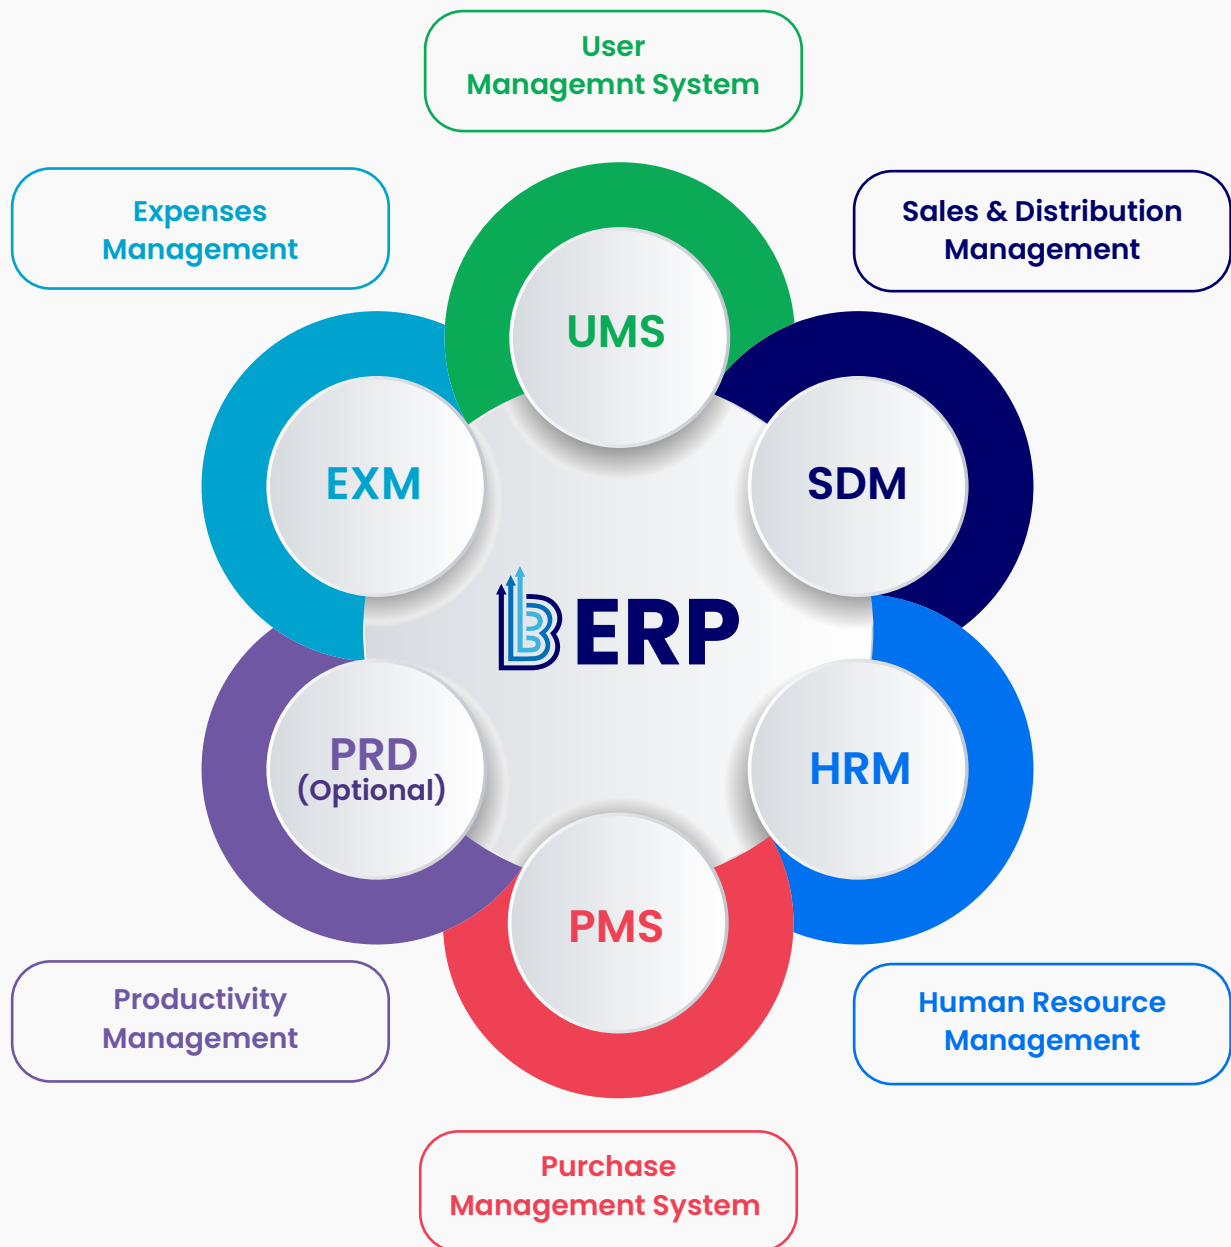 User
Managemnt System
Expenses
Management
Sales & Distribution
Management
UMS
EXM
SDM
B ERP
PRD
(Optional)
HRM
PMS
Productivity
Management
Human Resource
Management
Purchase
Management System